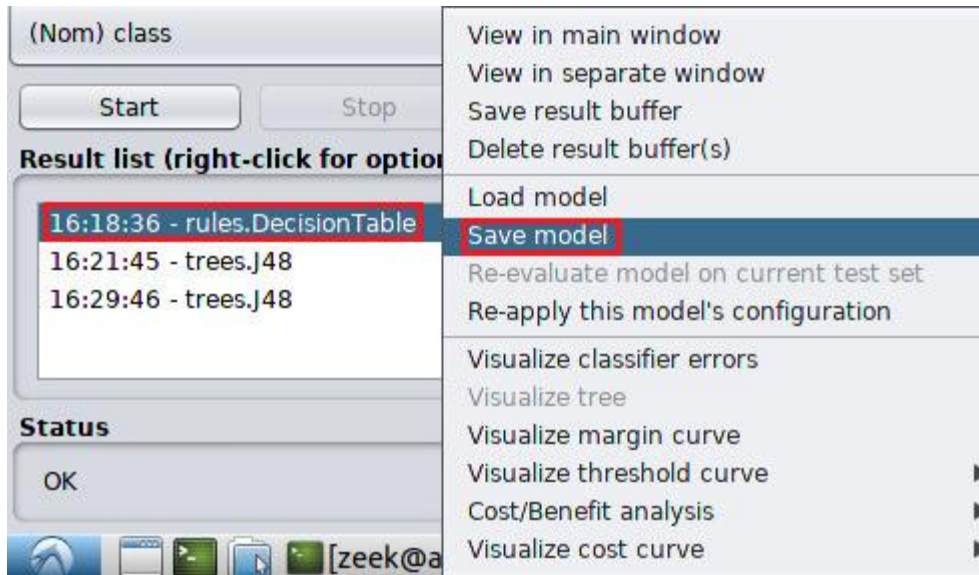 (Nom) class
Start
Stop
Result list (right-click for optio
16:18:36 - rules.DecisionTable
16:21:45 - trees.J48
16:29:46 - trees.J48
Status
OK
[zeek@a
View in main window
View in separate window
Save result buffer
Delete result buffer(s)
Load model
Save model
Re-evaluate model on current test set
Re-apply this model's configuration
Visualize classifier errors
Visualize tree
Visualize margin curve
Visualize threshold curve
Cost/Benefit analysis
Visualize cost curve